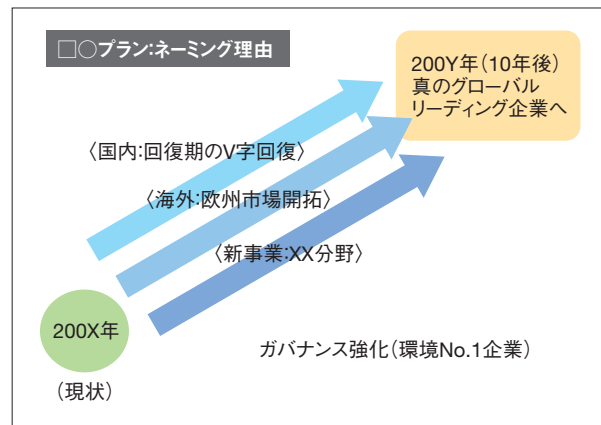 □○プラン:ネーミング理由
200Y年(10年後)
真のグローバル
リーディング企業へ
〈国内:回復期のV字回復〉
〈海外:欧州市場開拓〉
〈新事業:XX分野〉
200X年
ガバナンス強化(環境No.1企業)
(現状)